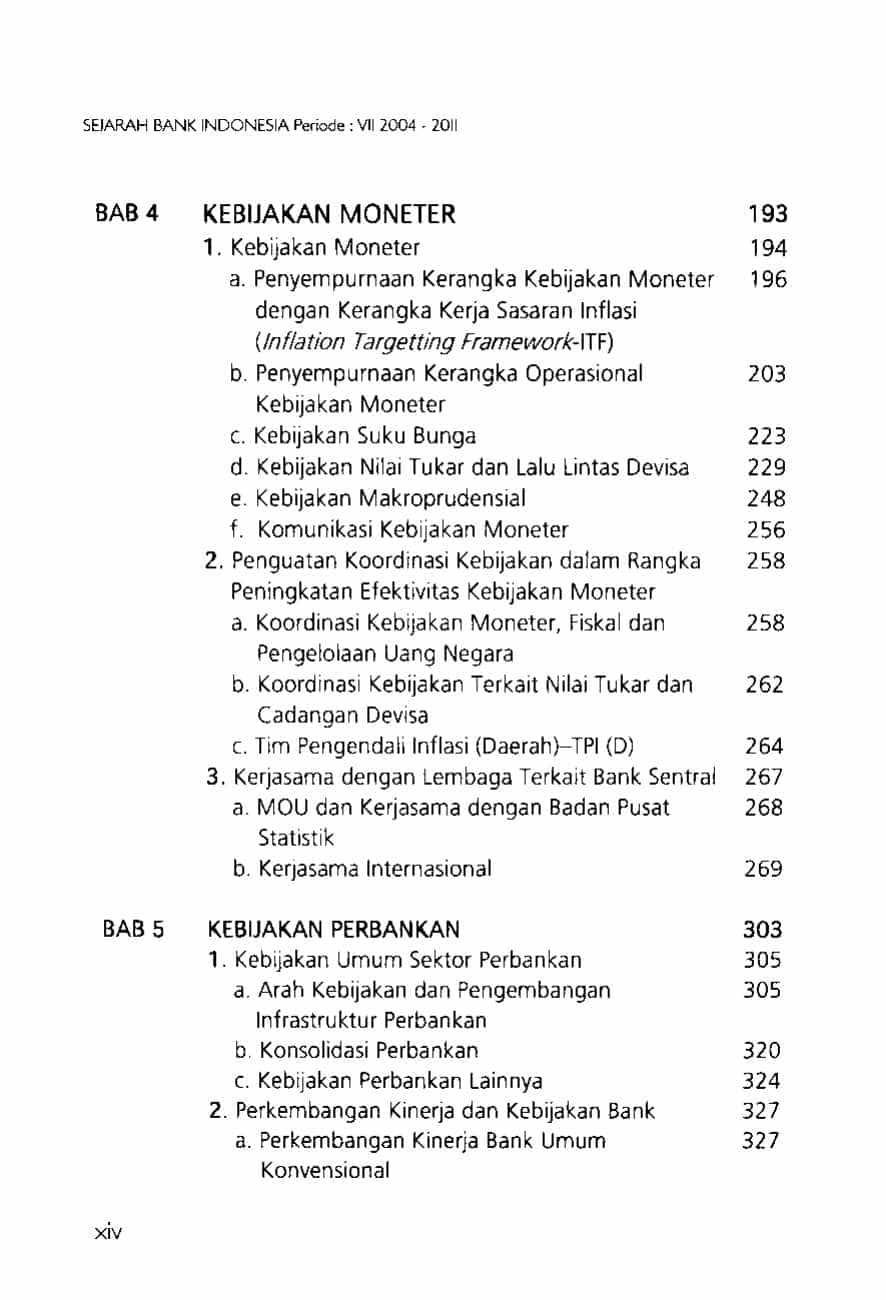 SEJARAH BANK INDONESIA Periode : VII 2004 - 2011
BAB 4 KEBIJAKAN MONETER 193
1. Kebijakan Moneter 194
a. Penyempurnaan Kerangka Kebijakan Moneter 196
dengan Kerangka Kerja Sasaran Inflasi
(Inflation Targetting Framework-ITF)
b. Penyempurnaan Kerangka Operasional 203
Kebijakan Moneter
c. Kebijakan Suku Bunga 223
d. Kebijakan Nilai Tukar dan Lalu Lintas Devisa 229
e. Kebijakan Makroprudensial 248
f. Komunikasi Kebijakan Moneter 256
2. Penguatan Koordinasi Kebijakan dalam Rangka 258
Peningkatan Efektivitas Kebijakan Moneter
a. Koordinasi Kebijakan Moneter, Fiskal dan 258
Pengelolaan Uang Negara
b. Koordinasi Kebijakan Terkait Nilai Tukar dan 262
Cadangan Devisa
c. Tim Pengendali Inflasi (Daerah)–TPI (D) 264
3. Kerjasama dengan Lembaga Terkait Bank Sentral 267
a. MOU dan Kerjasama dengan Badan Pusat 268
Statistik
b. Kerjasama Internasional 269
BAB 5 KEBIJAKAN PERBANKAN 303
1. Kebijakan Umum Sektor Perbankan 305
a. Arah Kebijakan dan Pengembangan 305
Infrastruktur Perbankan
b. Konsolidasi Perbankan 320
c. Kebijakan Perbankan Lainnya 324
2. Perkembangan Kinerja dan Kebijakan Bank 327
a. Perkembangan Kinerja Bank Umum 327
Konvensional
xiv